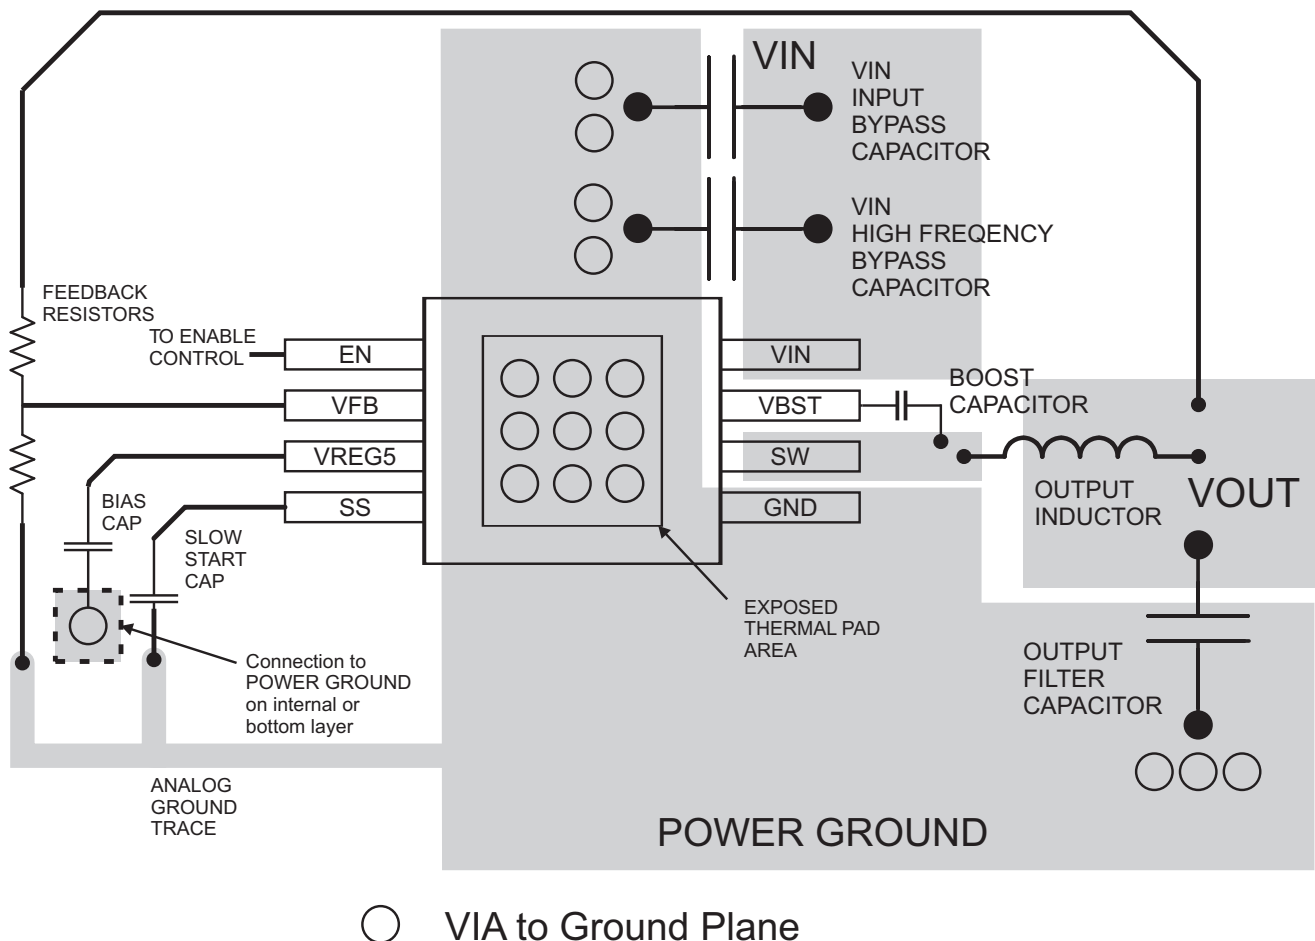 VIN
VIN
INPUT
BYPASS
CAPACITOR
VIN
HIGH FREQENCY
BYPASS
CAPACITOR
FEEDBACK
RESISTORS
TO ENABLE
CONTROL
EN
VFB
VREG5
SS
VIN
VBST
SW
GND
BOOST
CAPACITOR
OUTPUT
INDUCTOR
VOUT
BIAS
CAP
SLOW
START
CAP
EXPOSED
THERMAL PAD
AREA
Connection to
POWER GROUND
on internal or
bottom layer
OUTPUT
FILTER
CAPACITOR
ANALOG
GROUND
TRACE
POWER GROUND
VIA to Ground Plane